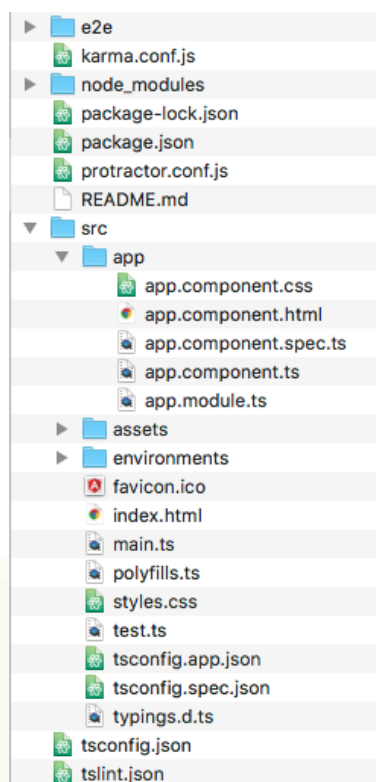 e2e
karma.conf.js
node_modules
package-lock.json
package.json
protractor.conf.js
README.md
src
app
app.component.css
app.component.html
app.component.spec.ts
app.component.ts
app.module.ts
assets
environments
favicon.ico
index.html
main.ts
polyfills.ts
styles.css
test.ts
tsconfig.app.json
tsconfig.spec.json
typings.d.ts
tsconfig.json
tslint.json